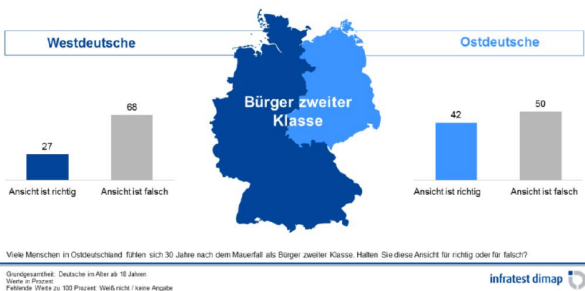 Westdeutsche
Ostdeutsche
Bürger zweiter
Klasse
27
68
Ansicht ist richtig
Ansicht ist falsch
42
50
Ansicht ist richtig
Ansicht ist falsch
Viele Menschen in Ostdeutschland fühlen sich 30 Jahre nach dem Mauerfall als Bürger zweiter Klasse. Halten Sie diese Ansicht für richtig oder für falsch?
Grundgesamtheit: Deutsche im Alter ab 18 Jahren
Werte in Prozent
Fehlende Werte zu 100 Prozent: Weiß nicht / keine Angabe
infratest dimap